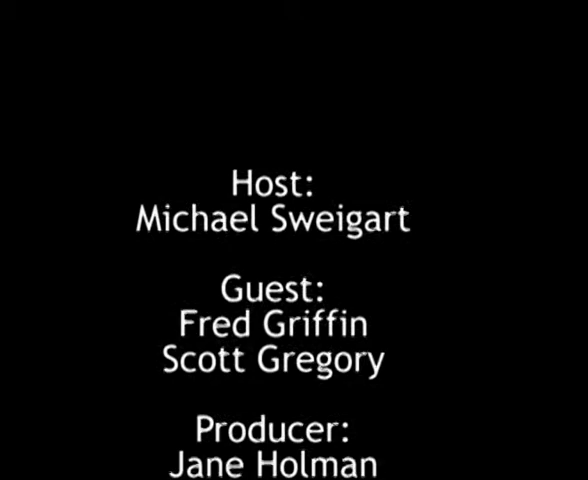 Host:
Michael Sweigart
Guest:
Fred Griffin
Scott Gregory
Producer:
Jane Holman